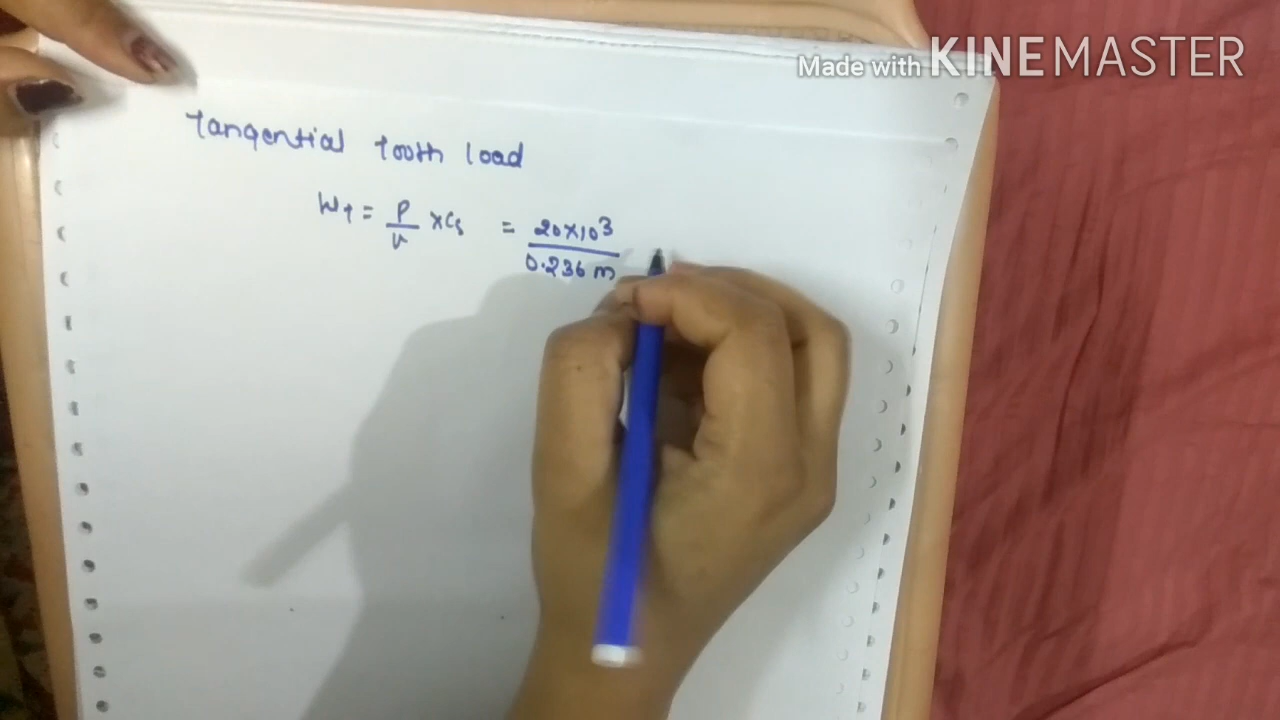 Made with KINEMASTER
Tangential tooth load
WT = P/v × Cs = 20×10³/0.236 m